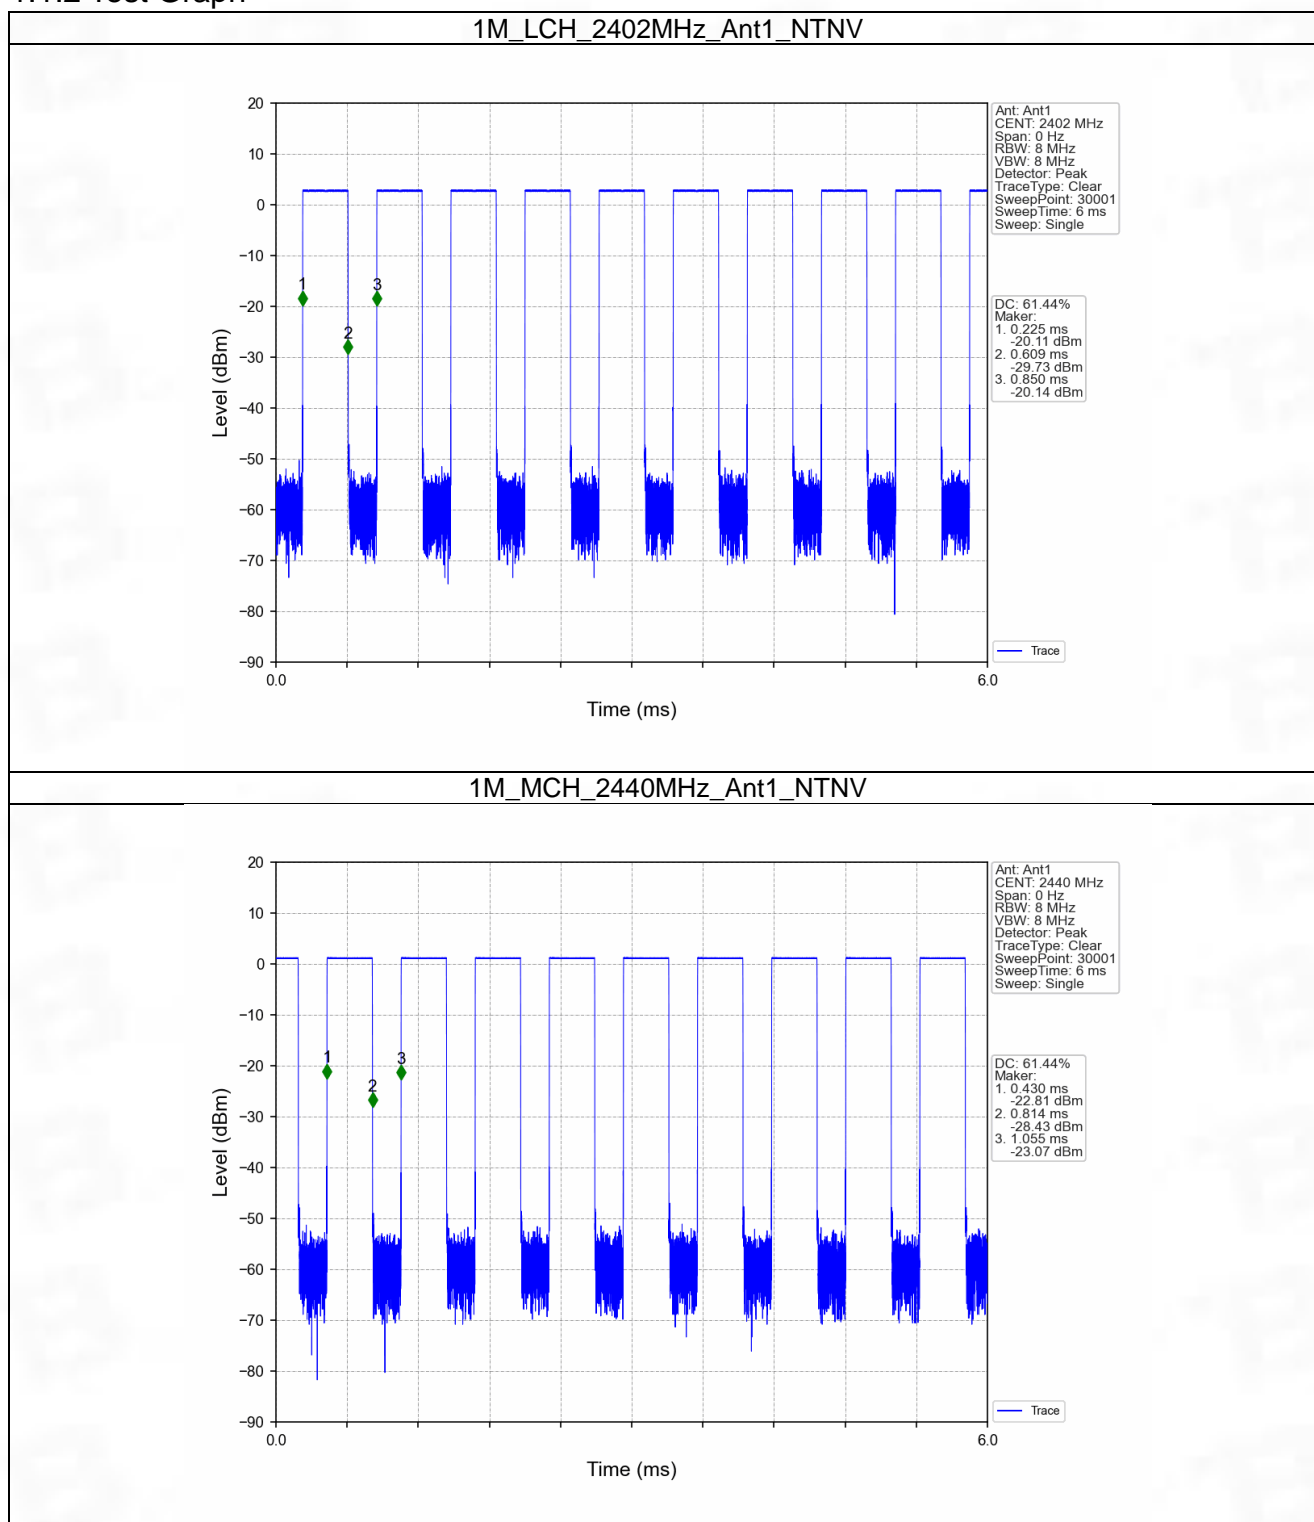 1M_LCH_2402MHz_Ant1_NTNV
20
10
0
−10
−20
−30
−40
−50
−60
−70
−80
−90
Level (dBm)
1
2
3
0.0
6.0
Time (ms)
Ant: Ant1
CENT: 2402 MHz
Span: 0 Hz
RBW: 8 MHz
VBW: 8 MHz
Detector: Peak
TraceType: Clear
SweepPoint: 30001
SweepTime: 6 ms
Sweep: Single
DC: 61.44%
Maker:
1. 0.225 ms
-20.11 dBm
2. 0.609 ms
-29.73 dBm
3. 0.850 ms
-20.14 dBm
Trace
1M_MCH_2440MHz_Ant1_NTNV
20
10
0
−10
−20
−30
−40
−50
−60
−70
−80
−90
Level (dBm)
1
2
3
0.0
6.0
Time (ms)
Ant: Ant1
CENT: 2440 MHz
Span: 0 Hz
RBW: 8 MHz
VBW: 8 MHz
Detector: Peak
TraceType: Clear
SweepPoint: 30001
SweepTime: 6 ms
Sweep: Single
DC: 61.44%
Maker:
1. 0.430 ms
-22.81 dBm
2. 0.814 ms
-28.43 dBm
3. 1.055 ms
-23.07 dBm
Trace